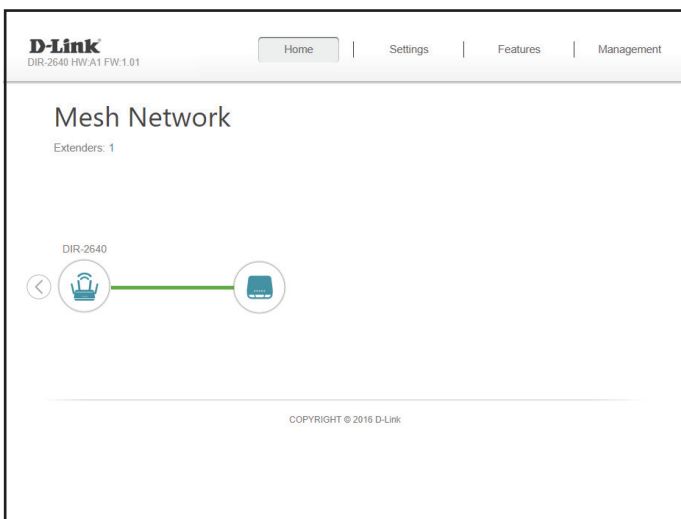 D-Link
DIR-2640 HW:A1 FW:1.01
Home | Settings | Features | Management
Mesh Network
Extenders: 1
DIR-2640
COPYRIGHT © 2016 D-Link